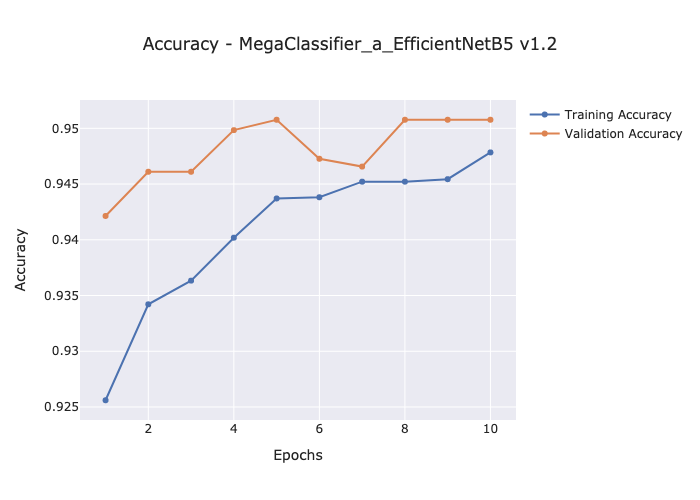 Accuracy - MegaClassifier_a_EfficientNetB5 v1.2
Training Accuracy
Validation Accuracy
0.95
0.945
0.94
0.935
0.93
0.925
Accuracy
2 4 6 8 10
Epochs